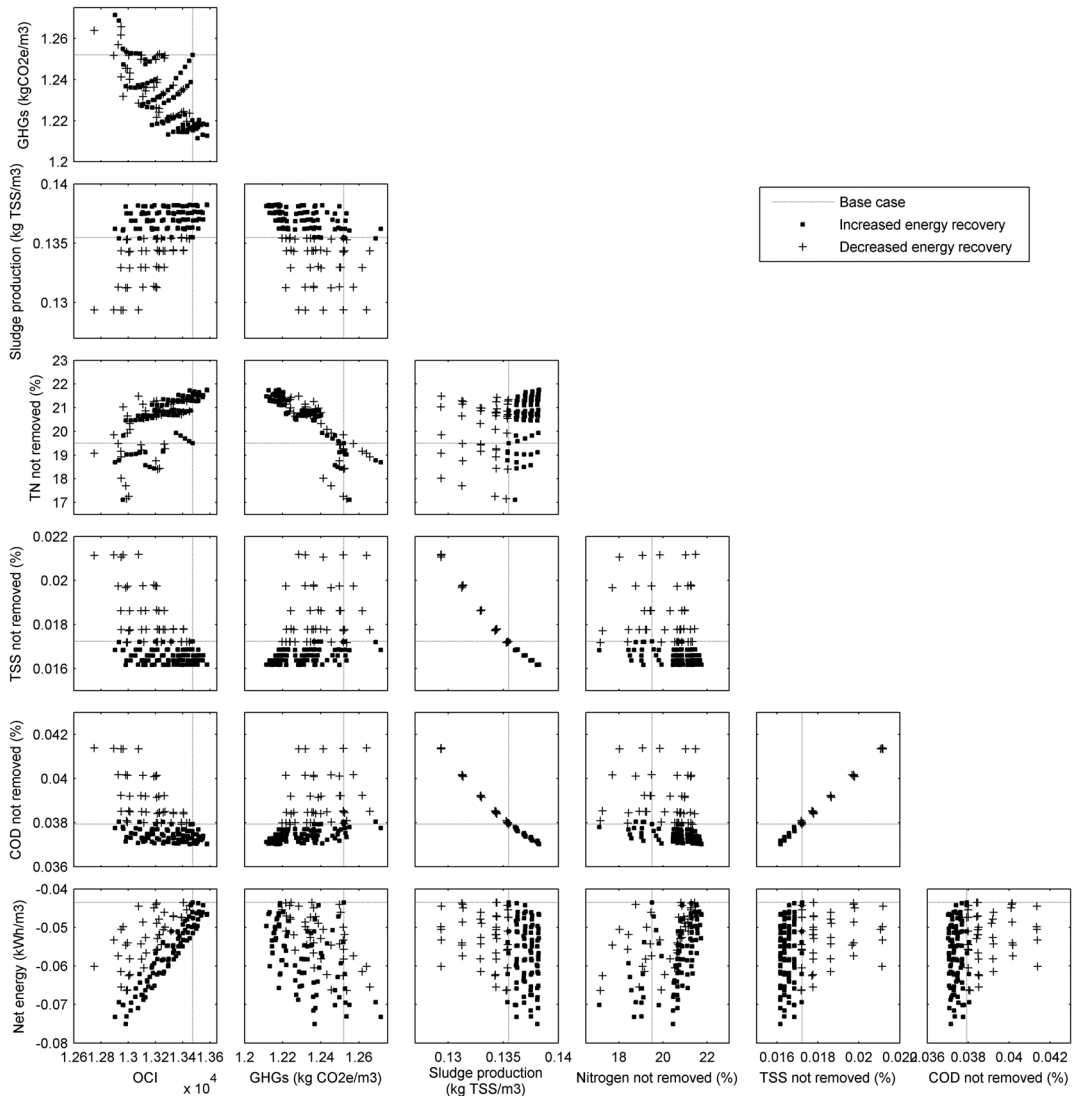 GHGs (kgCO2e/m3)
1.26
1.24
1.22
1.2
Sludge production (kg TSS/m3)
0.14
0.135
0.13
Base case
Increased energy recovery
Decreased energy recovery
TN not removed (%)
23
22
21
20
19
18
17
TSS not removed (%)
0.022
0.02
0.018
0.016
COD not removed (%)
0.042
0.04
0.038
0.036
Net energy (kWh/m3)
-0.04
-0.05
-0.06
-0.07
-0.08
1.26 1.28 1.3 1.32 1.34 1.36
OCI
x 10⁴
1.2 1.22 1.24 1.26
GHGs (kg CO2e/m3)
0.13 0.135 0.14
Sludge production
(kg TSS/m3)
18 20 22
Nitrogen not removed (%)
0.016 0.018 0.02 0.022
TSS not removed (%)
0.036 0.038 0.04 0.042
COD not removed (%)